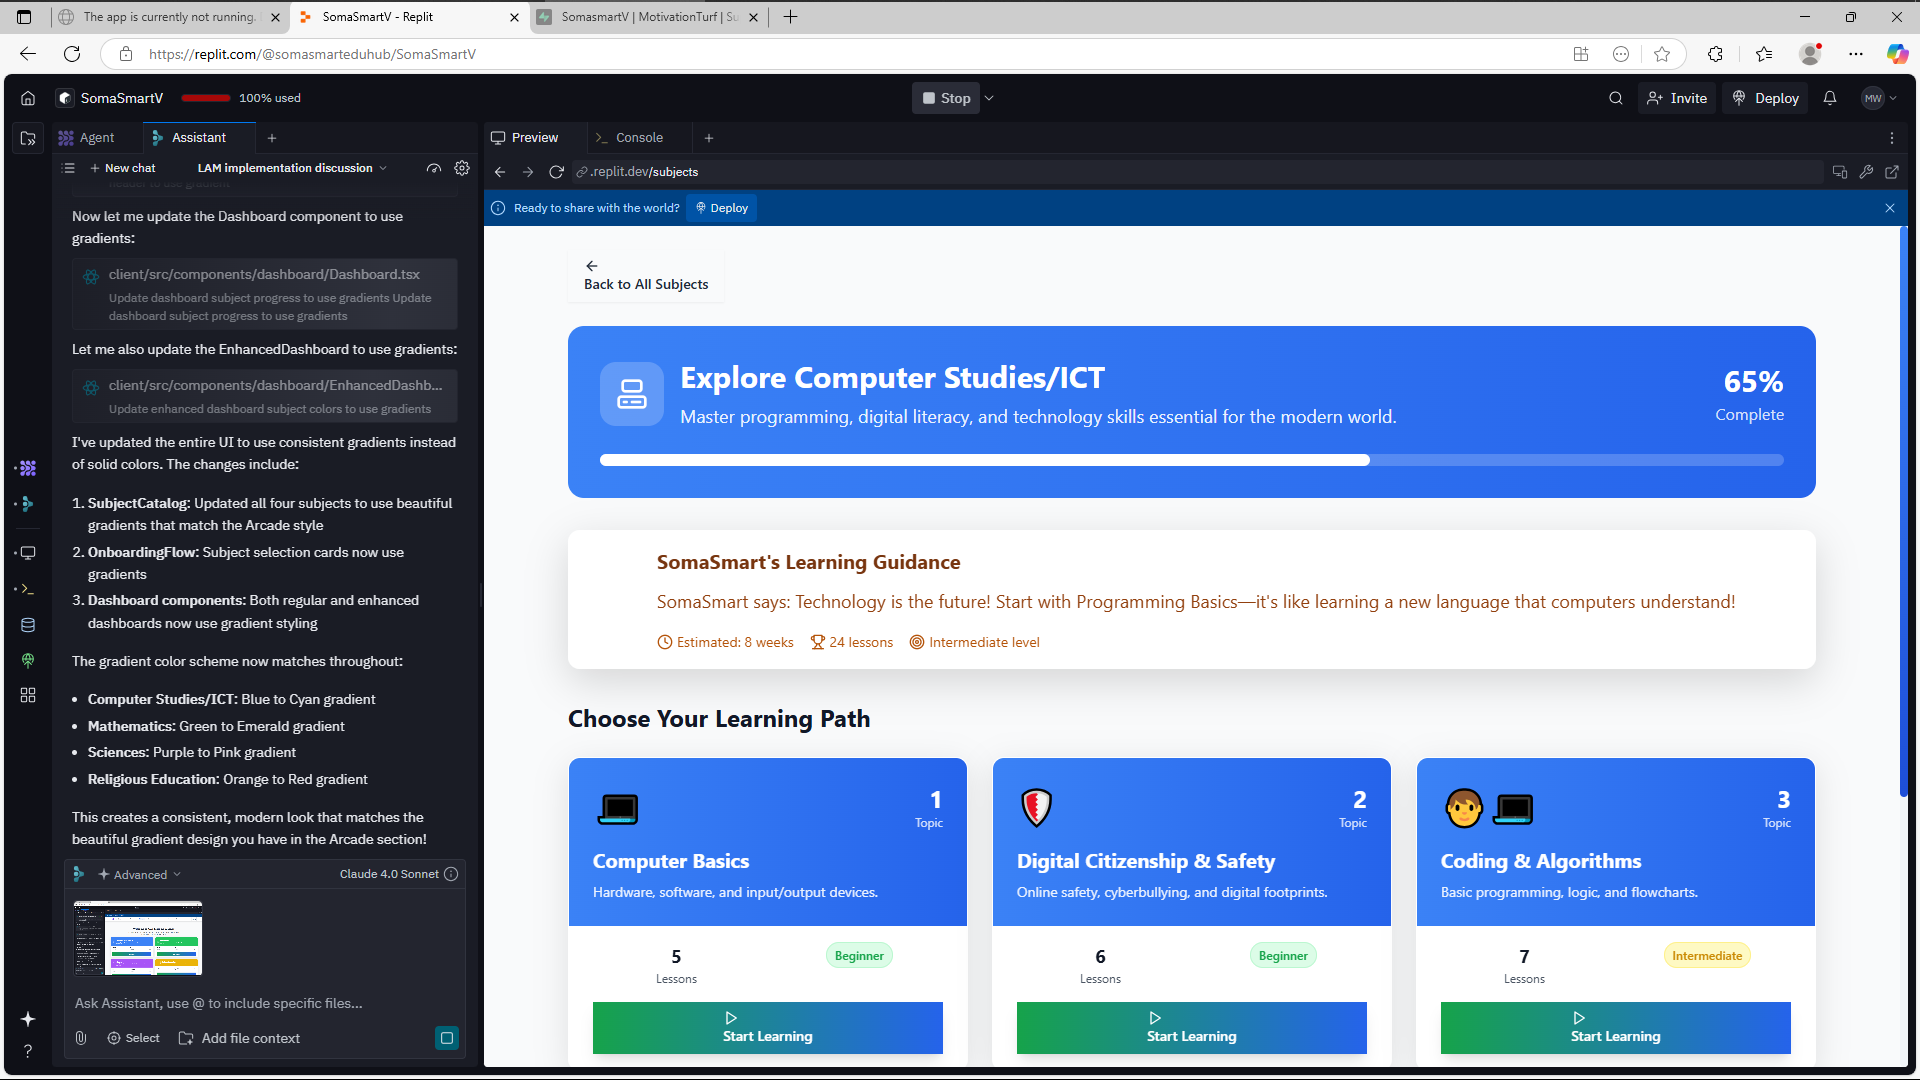 The app is currently not running.
SomaSmartV - Replit
SomasmartV | MotivationTurf | Su
https://replit.com/@somasmarteduhub/SomaSmartV
SomaSmartV
100% used
Stop
Invite
Deploy
MW
Agent
Assistant
Preview
Console
New chat
LAM implementation discussion
.replit.dev/subjects
header to use gradient
Ready to share with the world?
Deploy
Now let me update the Dashboard component to use
gradients:
client/src/components/dashboard/Dashboard.tsx
Update dashboard subject progress to use gradients Update
dashboard subject progress to use gradients
Let me also update the EnhancedDashboard to use gradients:
client/src/components/dashboard/EnhancedDashb...
Update enhanced dashboard subject colors to use gradients
I've updated the entire UI to use consistent gradients instead
of solid colors. The changes include:
1. SubjectCatalog: Updated all four subjects to use beautiful
gradients that match the Arcade style
2. OnboardingFlow: Subject selection cards now use
gradients
3. Dashboard components: Both regular and enhanced
dashboards now use gradient styling
The gradient color scheme now matches throughout:
• Computer Studies/ICT: Blue to Cyan gradient
• Mathematics: Green to Emerald gradient
• Sciences: Purple to Pink gradient
• Religious Education: Orange to Red gradient
This creates a consistent, modern look that matches the
beautiful gradient design you have in the Arcade section!
Advanced
Claude 4.0 Sonnet
Ask Assistant, use @ to include specific files...
Select
Add file context
Back to All Subjects
Explore Computer Studies/ICT
Master programming, digital literacy, and technology skills essential for the modern world.
65%
Complete
SomaSmart's Learning Guidance
SomaSmart says: Technology is the future! Start with Programming Basics—it's like learning a new language that computers understand!
Estimated: 8 weeks
24 lessons
Intermediate level
Choose Your Learning Path
1
Topic
Computer Basics
Hardware, software, and input/output devices.
5
Lessons
Beginner
Start Learning
2
Topic
Digital Citizenship & Safety
Online safety, cyberbullying, and digital footprints.
6
Lessons
Beginner
Start Learning
3
Topic
Coding & Algorithms
Basic programming, logic, and flowcharts.
7
Lessons
Intermediate
Start Learning